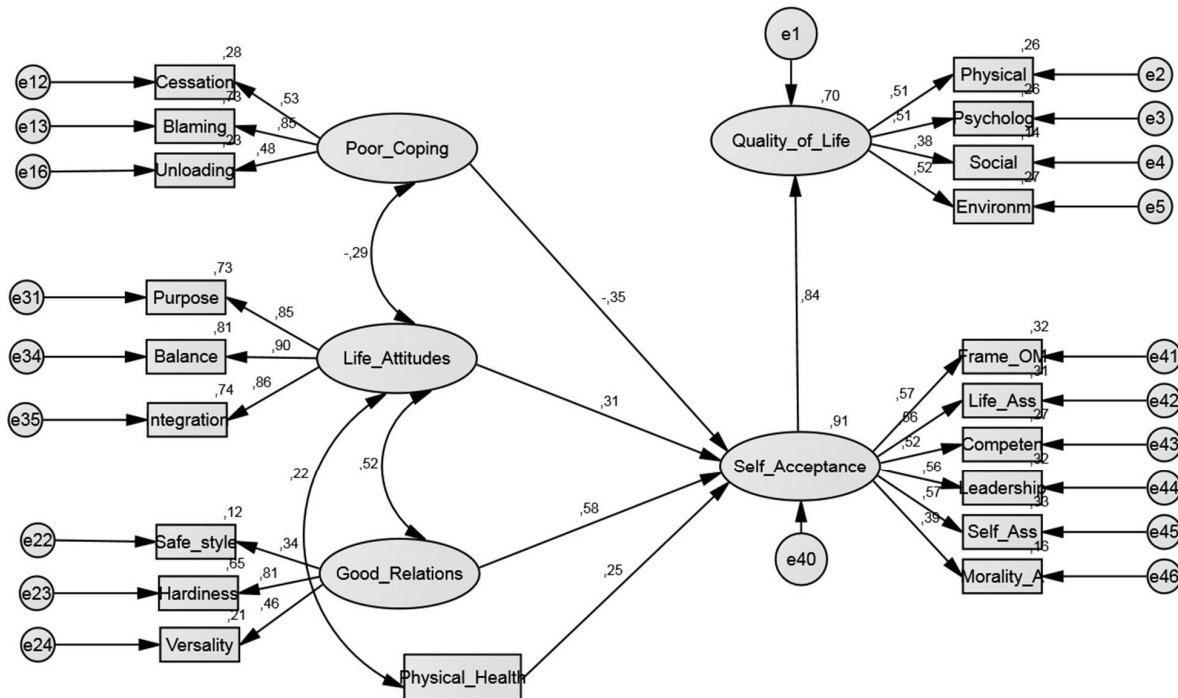 e12
,28
Cessation
,53
e13
,73
Blaming
,85
e16
,23
Unloading
,48
Poor_Coping
-,29
e31
,73
Purpose
,85
e34
,81
Balance
,90
e35
,74
ntegration
,86
Life_Attitudes
,22
,52
e22
,12
Safe_style
,34
e23
,65
Hardiness
,81
e24
,21
Versality
,46
Good_Relations
Physical_Health
-,35
,31
,58
,25
e1
,70
Quality_of_Life
,51
,26
Physical
e2
,51
,26
Psycholog
e3
,38
,14
Social
e4
,52
,27
Environm
e5
,84
,91
Self_Acceptance
e40
,57
,32
Frame_OM
e41
,56
,31
Life_Ass
e42
,52
,27
Competen
e43
,56
,32
Leadership
e44
,57
,33
Self_Ass
e45
,39
,16
Morality_A
e46